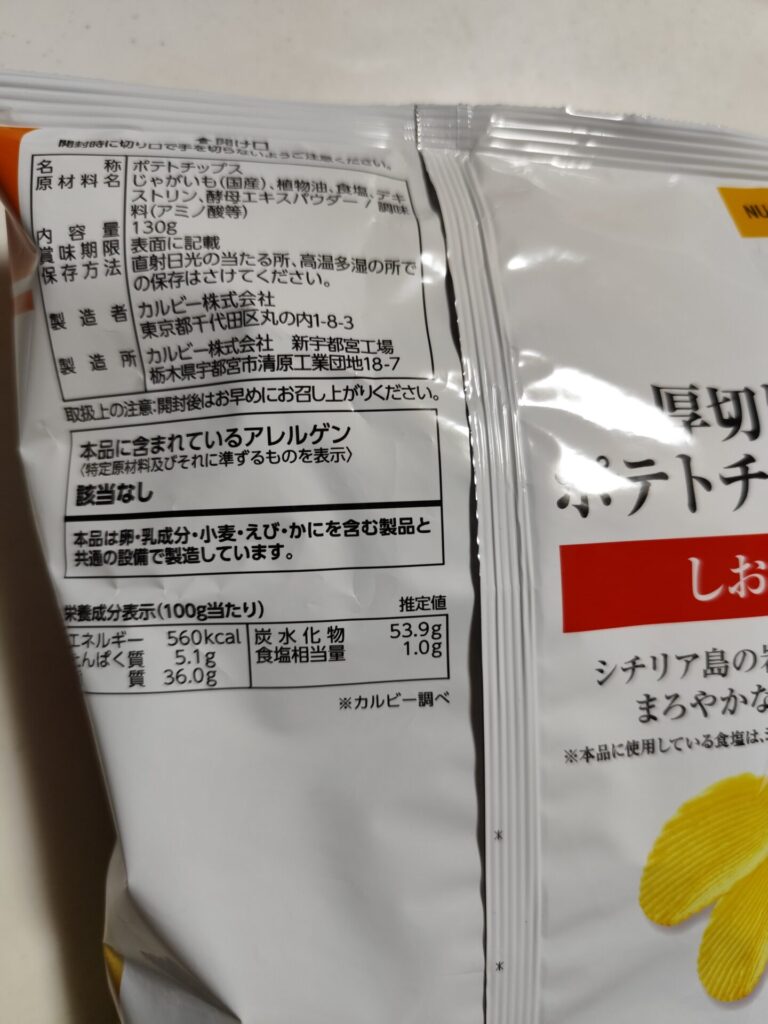 開け口
開封時に切り口で手を切らないようご注意ください。
名称 ポテトチップス
原材料名 じゃがいも(国産)、植物油、食塩、デキ
ストリン、酵母エキスパウダー / 調味
料(アミノ酸等)
内容量 130g
賞味期限 表面に記載
保存方法 直射日光の当たる所、高温多湿の所で
の保存はさけてください。
製造者 カルビー株式会社
東京都千代田区丸の内1-8-3
製造所 カルビー株式会社 新宇都宮工場
栃木県宇都宮市清原工業団地18-7
取扱上の注意:開封後はお早めにお召し上がりください。
本品に含まれているアレルゲン
〈特定原材料及びそれに準ずるものを表示〉
該当なし
本品は卵・乳成分・小麦・えび・かにを含む製品と
共通の設備で製造しています。
栄養成分表示(100g当たり) 推定値
エネルギー 560kcal 炭水化物 53.9g
たんぱく質 5.1g 食塩相当量 1.0g
質 36.0g
※カルビー調べ
NU
厚切
ポテトチ
しお
シチリア島の
まろやかな
※本品に使用している食塩は、